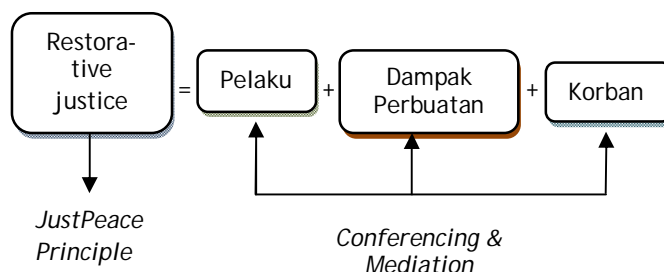 Restora-
tive
justice
=
Pelaku
+
Dampak
Perbuatan
+
Korban
JustPeace
Principle
Conferencing &
Mediation